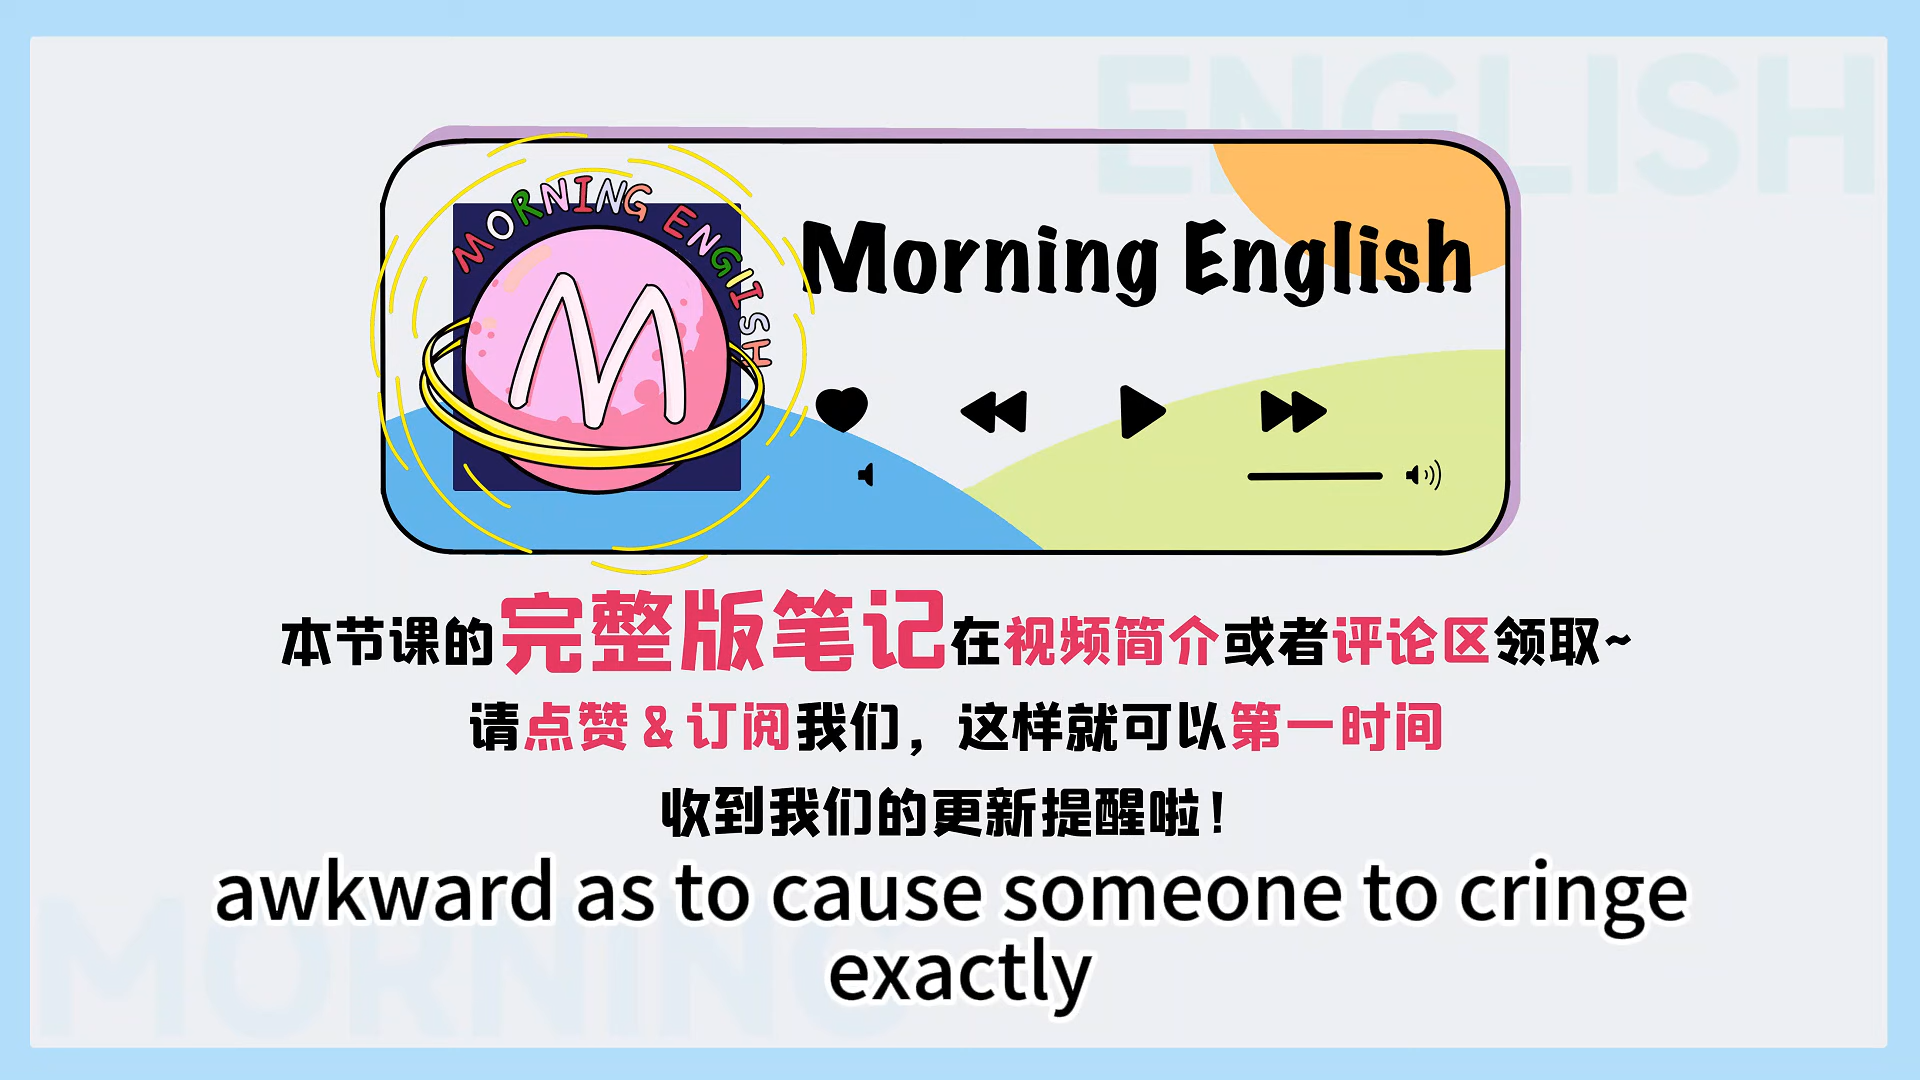 ENGLISH
MORNING ENGLISH
M
Morning English
本节课的完整版笔记在视频简介或者评论区领取~
请点赞&订阅我们，这样就可以第一时间
收到我们的更新提醒啦！
awkward as to cause someone to cringe
exactly
MORNING